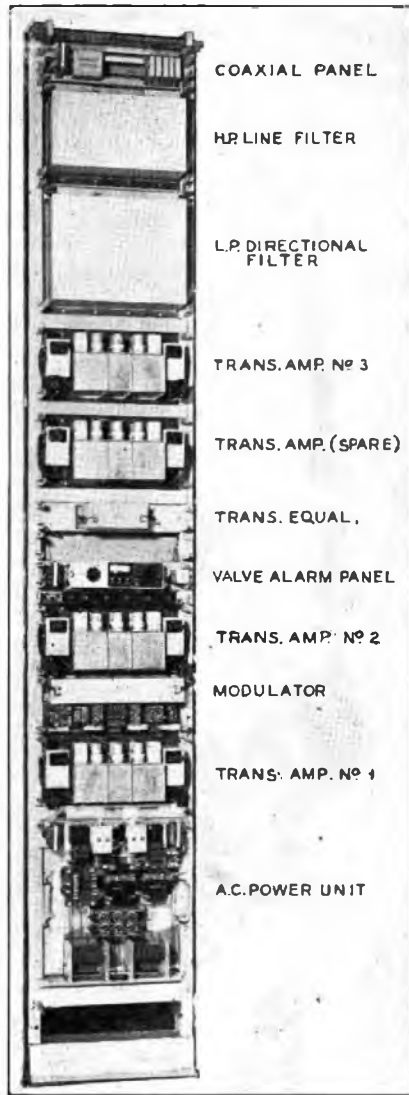 COAXIAL PANEL
H.P. LINE FILTER
L.P. DIRECTIONAL
FILTER
TRANS. AMP. Nº 3
TRANS. AMP. (SPARE)
TRANS. EQUAL.
VALVE ALARM PANEL
TRANS. AMP. Nº 2
MODULATOR
TRANS. AMP. Nº 1
A.C. POWER UNIT